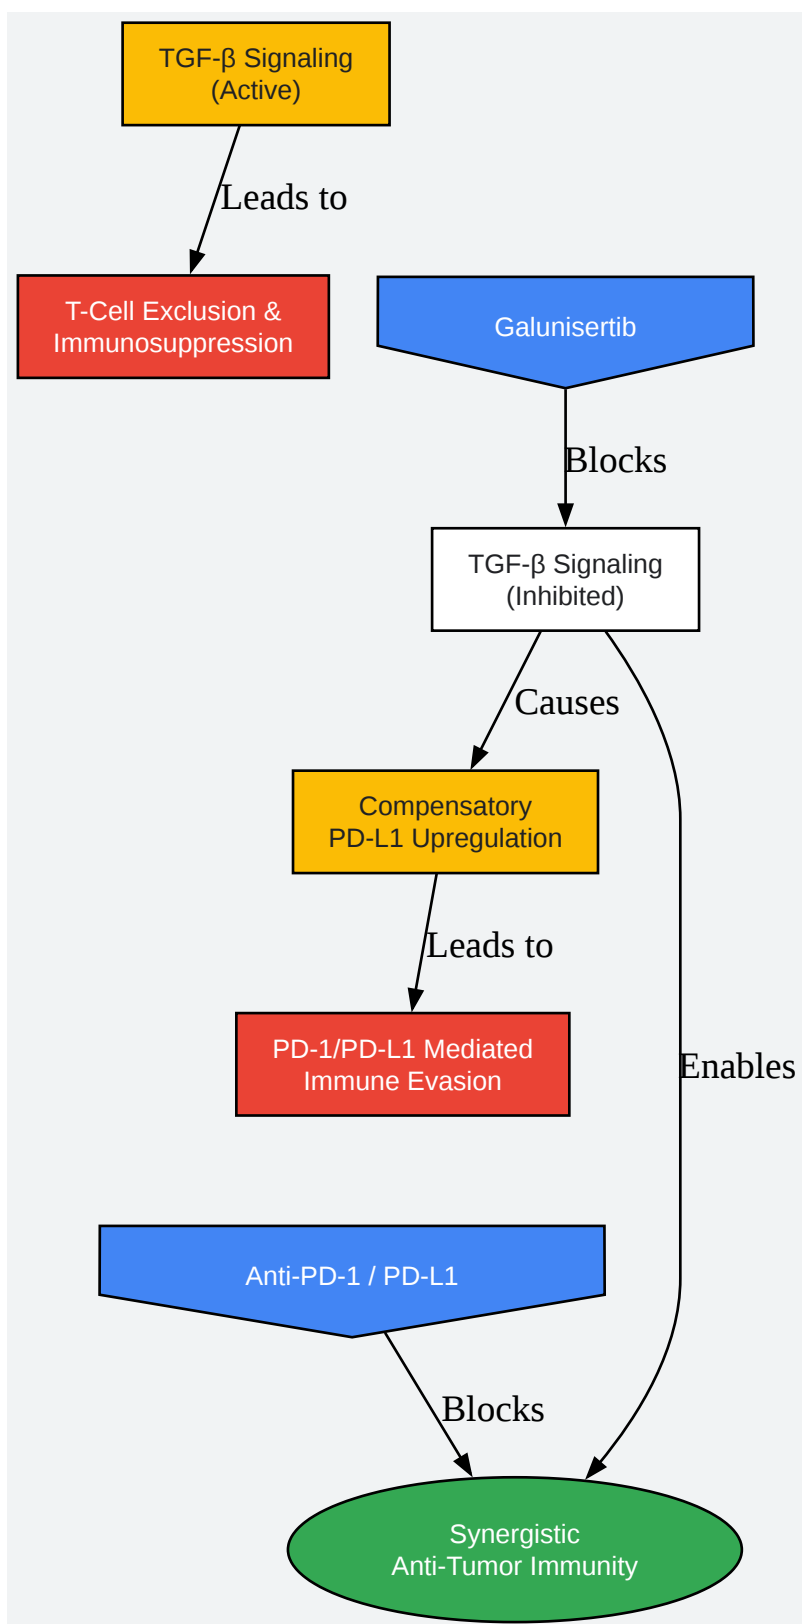 TGF-β Signaling
(Active)
Leads to
T-Cell Exclusion &
Immunosuppression
Galunisertib
Blocks
TGF-β Signaling
(Inhibited)
Causes
Compensatory
PD-L1 Upregulation
Leads to
PD-1/PD-L1 Mediated
Immune Evasion
Enables
Anti-PD-1 / PD-L1
Blocks
Synergistic
Anti-Tumor Immunity